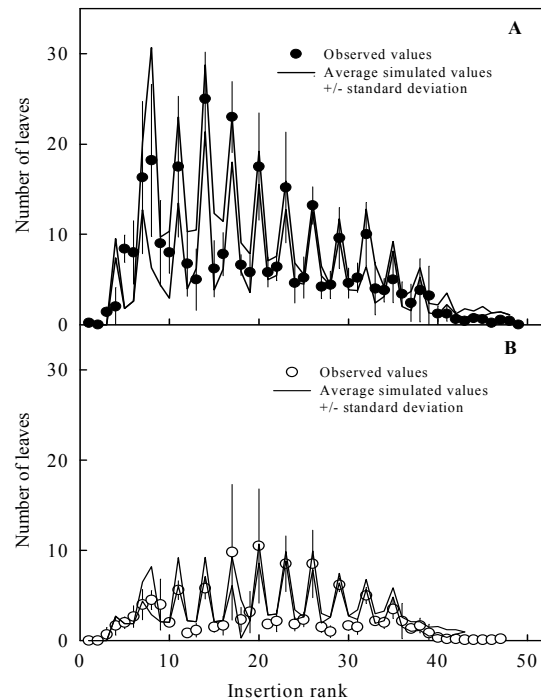 A
30
20
10
0
Number of leaves
Observed values
Average simulated values
+/- standard deviation
B
30
20
10
0
Number of leaves
Observed values
Average simulated values
+/- standard deviation
0 10 20 30 40 50
Insertion rank